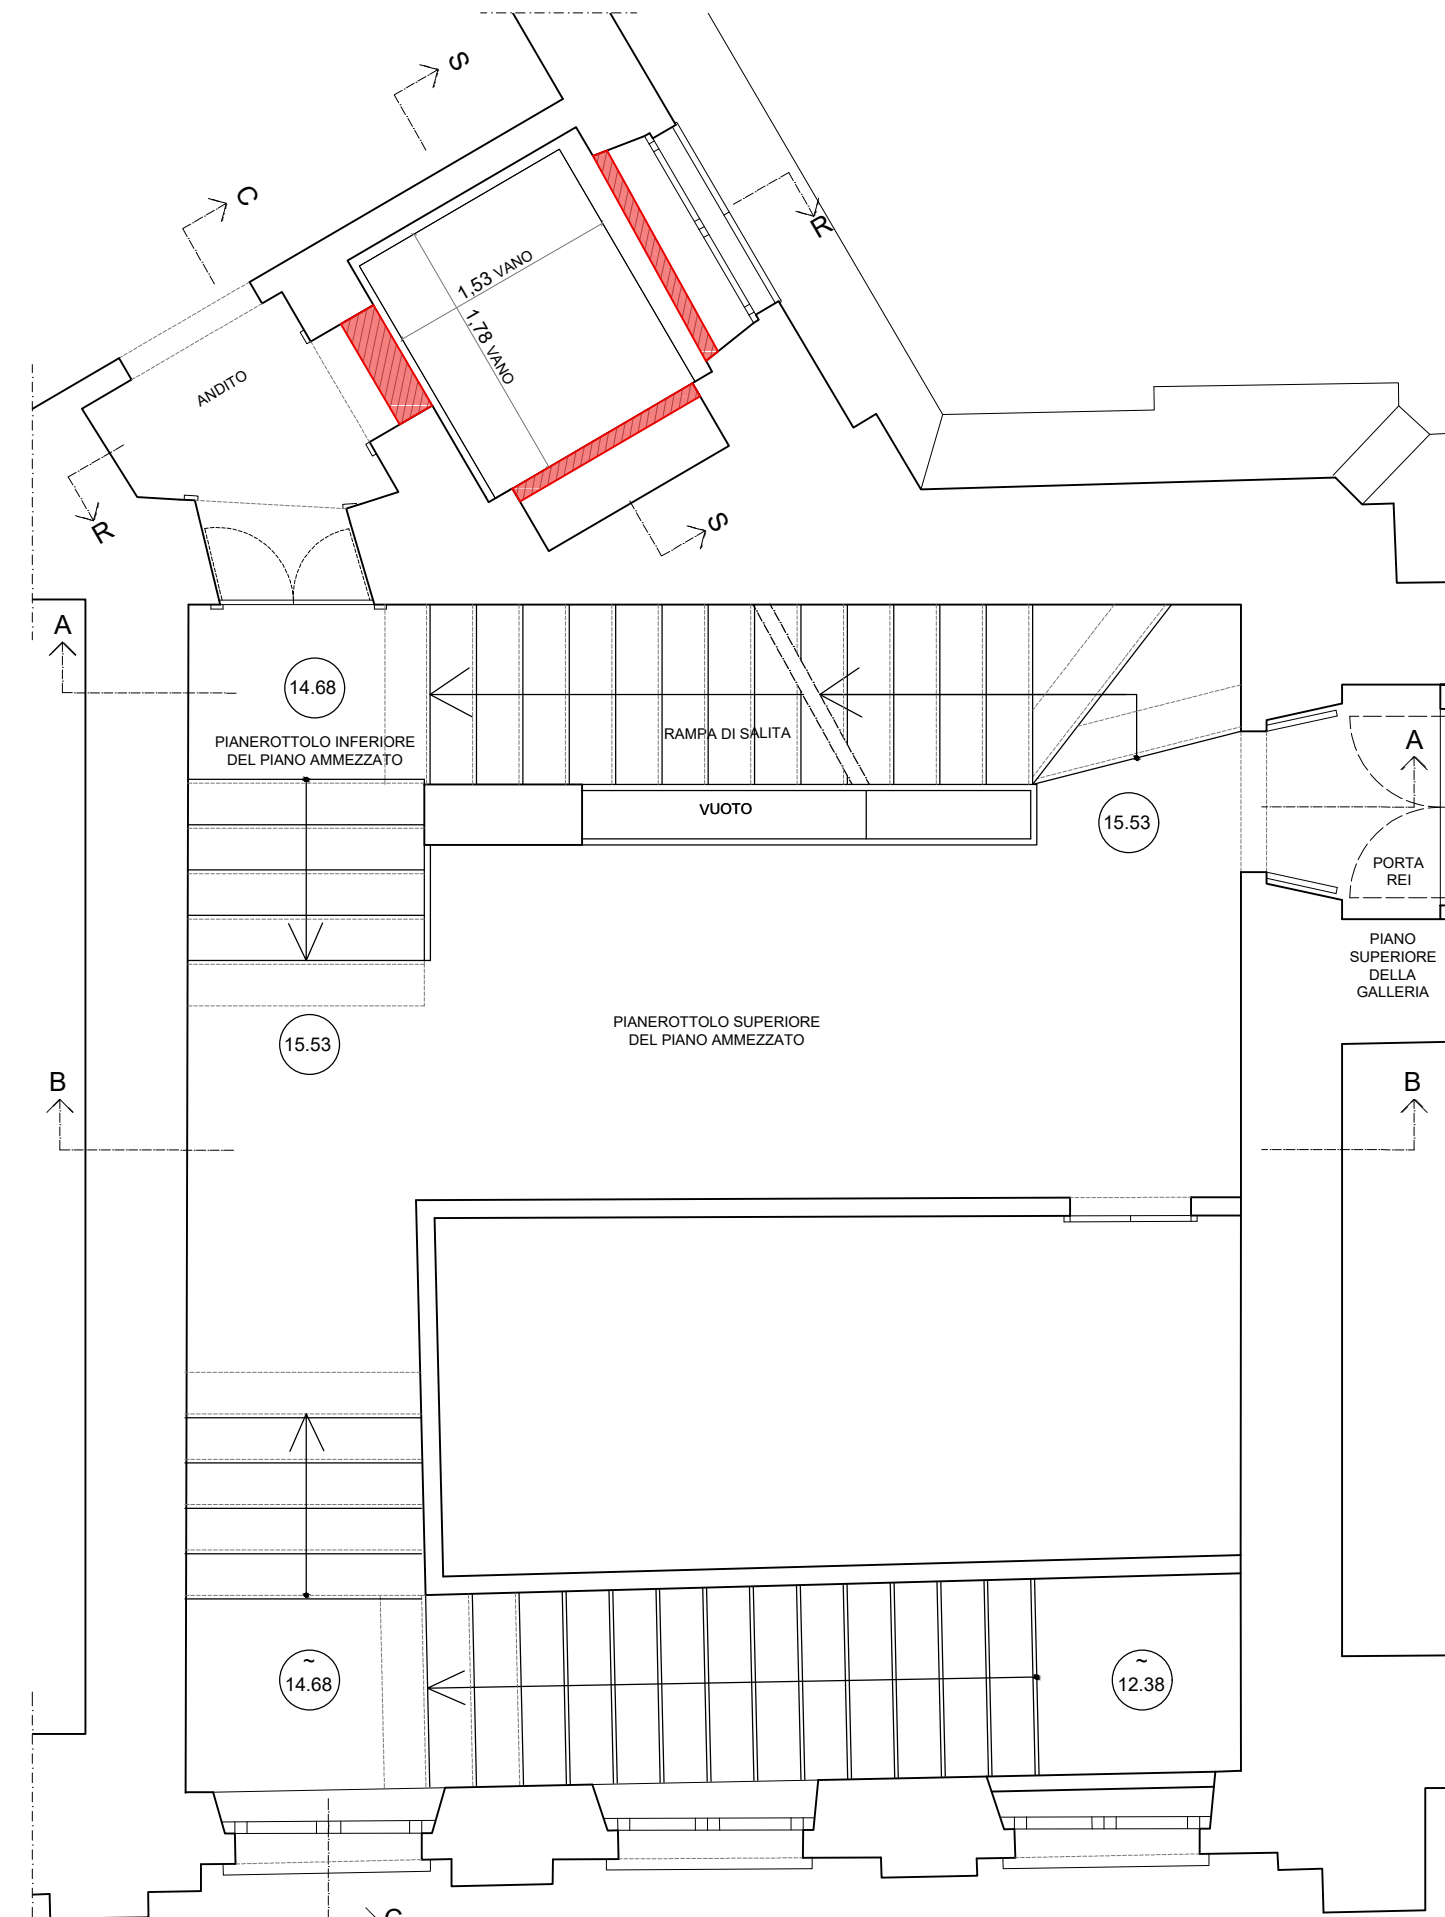 S
C
R
1,53 VANO
1,78 VANO
ANDITO
R
S
A
14.68
PIANEROTTOLO INFERIORE
DEL PIANO AMMEZZATO
RAMPA DI SALITA
A
VUOTO
15.53
PORTA
REI
PIANO
SUPERIORE
DELLA
GALLERIA
15.53
PIANEROTTOLO SUPERIORE
DEL PIANO AMMEZZATO
B
B
~
14.68
~
12.38
C